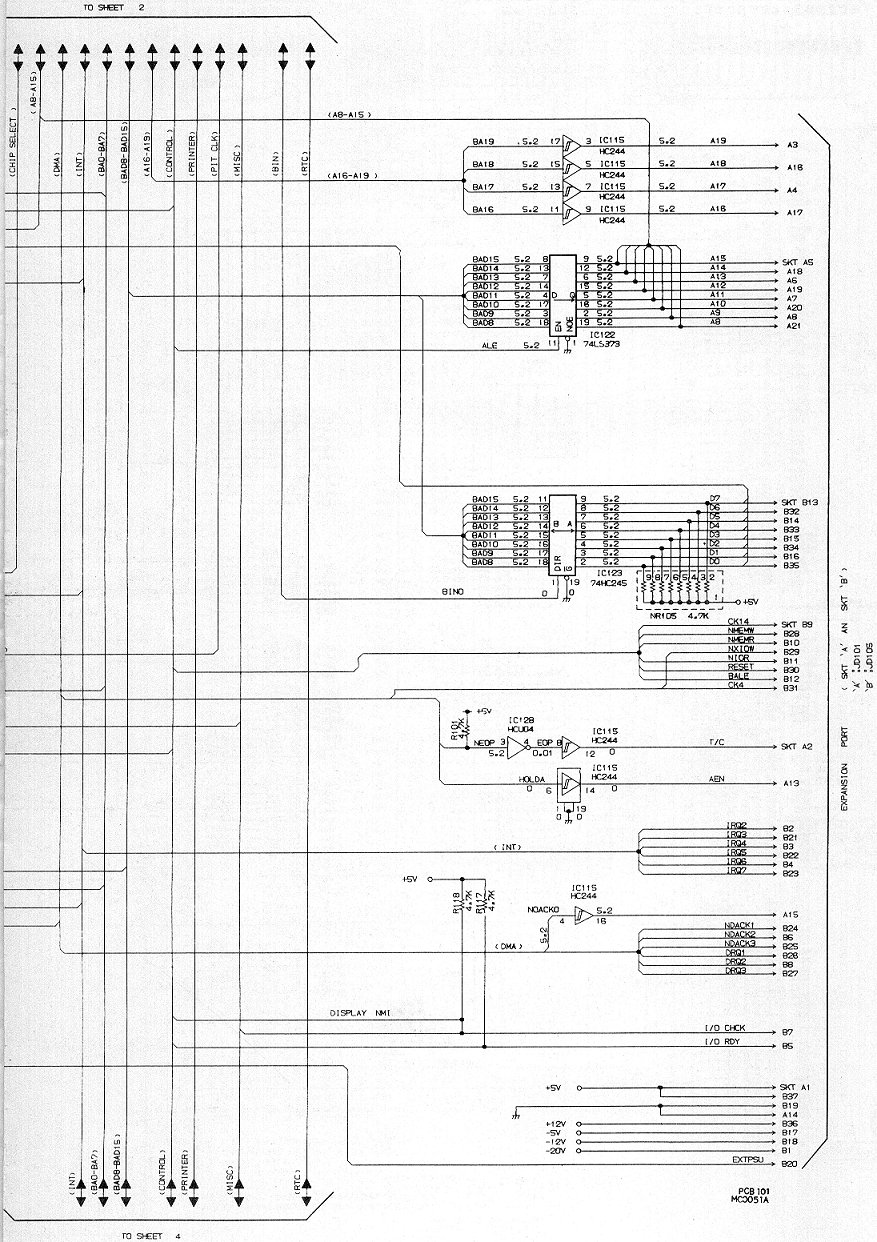 TO SHEET 2
(CHIP SELECT)
(A8-A15)
(DMA)
(INT)
(BA0-BA7)
(BAD8-BAD15)
(A16-A19)
(CONTROL)
(PRINTER)
(PIT CLK)
(MISC)
(BIN)
(RTC)
(A8-A15)
BA19 .5.2 17 3 IC115 HC244 5.2 A19 A3
BA18 5.2 15 5 IC115 HC244 5.2 A18 A16
BA17 5.2 13 7 IC115 HC244 5.2 A17 A4
(A16-A19)
BA16 5.2 11 9 IC115 HC244 5.2 A16 A17
BAD15 5.2 8 9 5.2 A15 SKT A5
BAD14 5.2 13 12 5.2 A14 A18
BAD13 5.2 7 6 5.2 A13 A6
BAD12 5.2 14 15 5.2 A12 A19
BAD11 5.2 4 D Q 5 5.2 A11 A7
BAD10 5.2 17 16 5.2 A10 A20
BAD9 5.2 3 2 5.2 A9 A8
BAD8 5.2 18 19 5.2 A8 A21
EN NOE
ALE 5.2 11 1
IC122
74LS373
BAD15 5.2 11 9 5.2 D7 SKT B13
BAD14 5.2 12 8 5.2 D6 B32
BAD13 5.2 13 7 5.2 D5 B14
BAD12 5.2 14 B A 6 5.2 D4 B33
BAD11 5.2 15 5 5.2 D3 B15
BAD10 5.2 16 4 5.2 D2 B34
BAD9 5.2 17 3 5.2 D1 B16
BAD8 5.2 18 2 5.2 D0 B35
DIR G
1 19
0 0
IC123
74HC245
9 8 7 6 5 4 3 2
1 +5V
NR105 4.7K
BIN0
CK14 SKT B9
NMEMW B28
NMEMR B10
NXIOW B29
NIOR B11
RESET B30
BALE B12
CK4 B31
+5V
R101
4.7K
IC128
HCU04
NEOP 3 4 EOP 8
5.2 0.01
IC115
HC244
12 0
T/C SKT A2
HOLDA
0 6
IC115
HC244
14 0
AEN A13
1 19
0 0
(INT)
IRQ2 B2
IRQ3 B21
IRQ4 B3
IRQ5 B22
IRQ6 B4
IRQ7 B23
+5V
R118
4.7K
R117
4.7K
IC115
HC244
NDACK0
4 5.2
16
5.2
A15
(DMA)
NDACK1 B24
NDACK2 B6
NDACK3 B25
DRQ1 B26
DRQ2 B8
DRQ3 B27
DISPLAY NMI
I/O CHCK B7
I/O RDY B5
+5V SKT A1
B37
B19
A14
+12V B36
-5V B17
-12V B18
-20V B1
EXTPSU B20
EXPANSION PORT ( SKT 'A' AN SKT 'B' )
'A' :JD101
'B' :JD105
(INT)
(BA0-BA7)
(BAD8-BAD15)
(CONTROL)
(PRINTER)
(MISC)
(RTC)
PCB101
MC0051A
TO SHEET 4